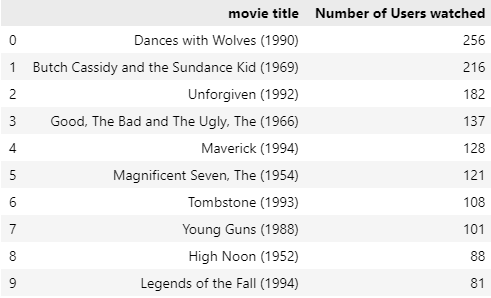 movie title Number of Users watched
0 Dances with Wolves (1990) 256
1 Butch Cassidy and the Sundance Kid (1969) 216
2 Unforgiven (1992) 182
3 Good, The Bad and The Ugly, The (1966) 137
4 Maverick (1994) 128
5 Magnificent Seven, The (1954) 121
6 Tombstone (1993) 108
7 Young Guns (1988) 101
8 High Noon (1952) 88
9 Legends of the Fall (1994) 81